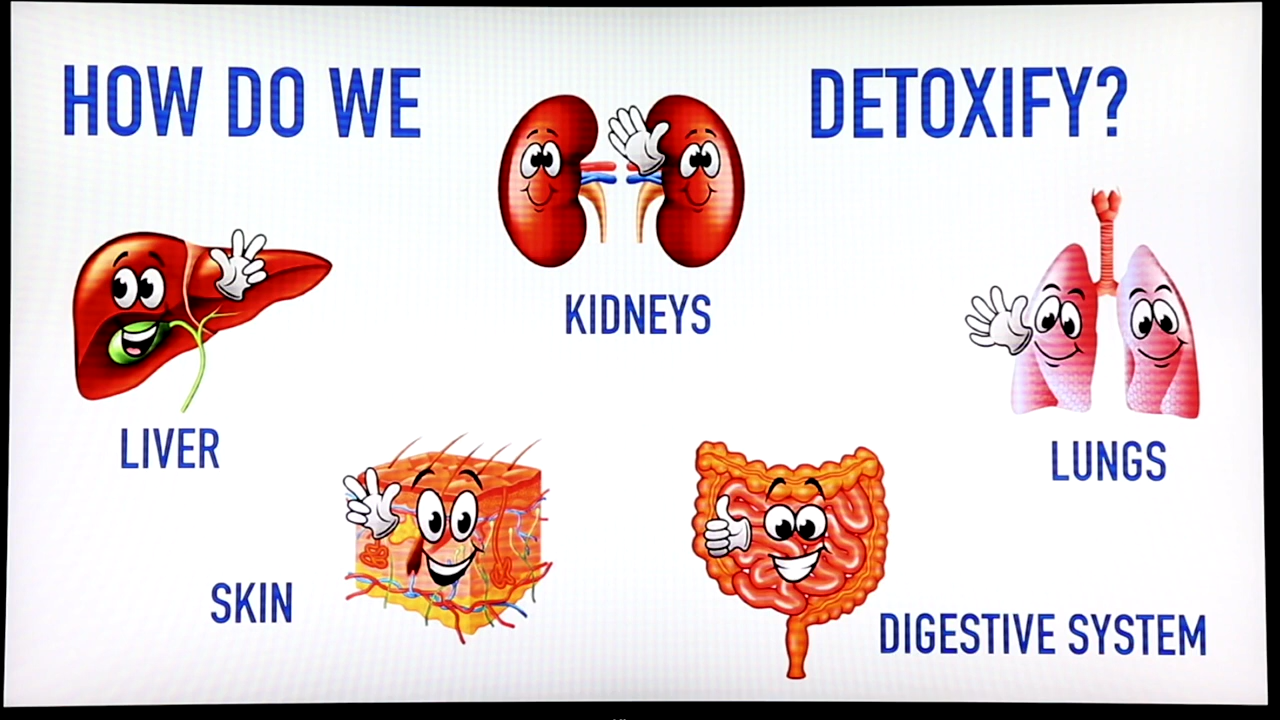 HOW DO WE DETOXIFY?
KIDNEYS
LIVER
LUNGS
SKIN
DIGESTIVE SYSTEM